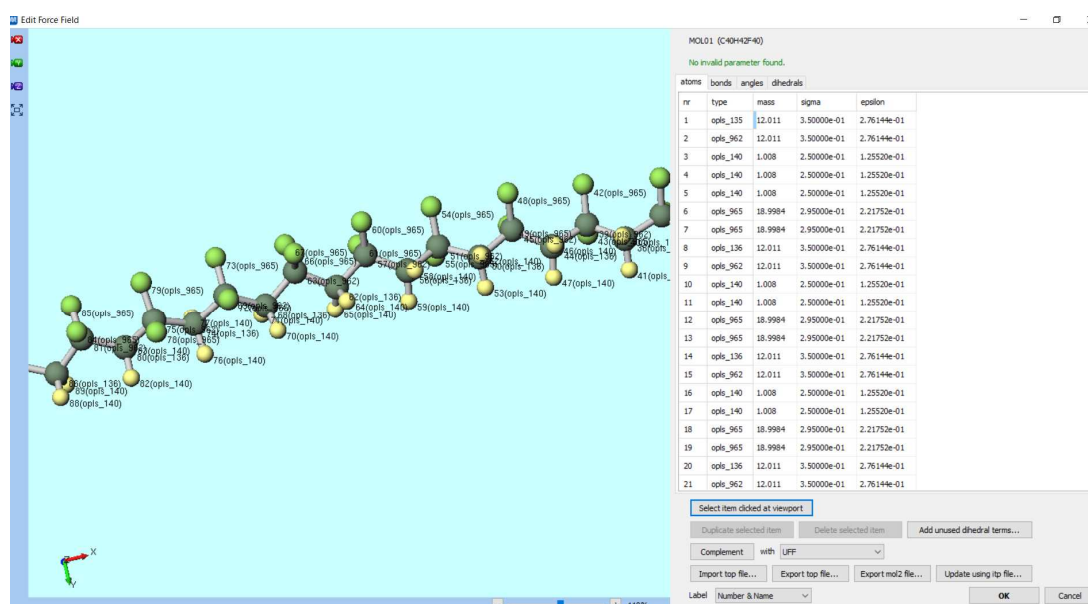 Edit Force Field
MOL01 (C40H42F40)
No invalid parameter found.
atoms bonds angles dihedrals
nr type mass sigma epsilon
1 opls_135 12.011 3.50000e-01 2.76144e-01
2 opls_962 12.011 3.50000e-01 2.76144e-01
3 opls_140 1.008 2.50000e-01 1.25520e-01
4 opls_140 1.008 2.50000e-01 1.25520e-01
5 opls_140 1.008 2.50000e-01 1.25520e-01
6 opls_965 18.9984 2.95000e-01 2.21752e-01
7 opls_965 18.9984 2.95000e-01 2.21752e-01
8 opls_136 12.011 3.50000e-01 2.76144e-01
9 opls_962 12.011 3.50000e-01 2.76144e-01
10 opls_140 1.008 2.50000e-01 1.25520e-01
11 opls_140 1.008 2.50000e-01 1.25520e-01
12 opls_965 18.9984 2.95000e-01 2.21752e-01
13 opls_965 18.9984 2.95000e-01 2.21752e-01
14 opls_136 12.011 3.50000e-01 2.76144e-01
15 opls_962 12.011 3.50000e-01 2.76144e-01
16 opls_140 1.008 2.50000e-01 1.25520e-01
17 opls_140 1.008 2.50000e-01 1.25520e-01
18 opls_965 18.9984 2.95000e-01 2.21752e-01
19 opls_965 18.9984 2.95000e-01 2.21752e-01
20 opls_136 12.011 3.50000e-01 2.76144e-01
21 opls_962 12.011 3.50000e-01 2.76144e-01
42(opls_965)
48(opls_965)
54(opls_965)
60(opls_965)
73(opls_965)
66(opls_965)
79(opls_965)
85(opls_965)
47(opls_140)
53(opls_140)
59(opls_140)
70(opls_140)
76(opls_140)
82(opls_140)
88(opls_140)
X
Y
Select item clicked at viewport
Duplicate selected item Delete selected item Add unused dihedral terms...
Complement with UFF
Import top file... Export top file... Export mol2 file... Update using itp file...
Label Number & Name OK Cancel